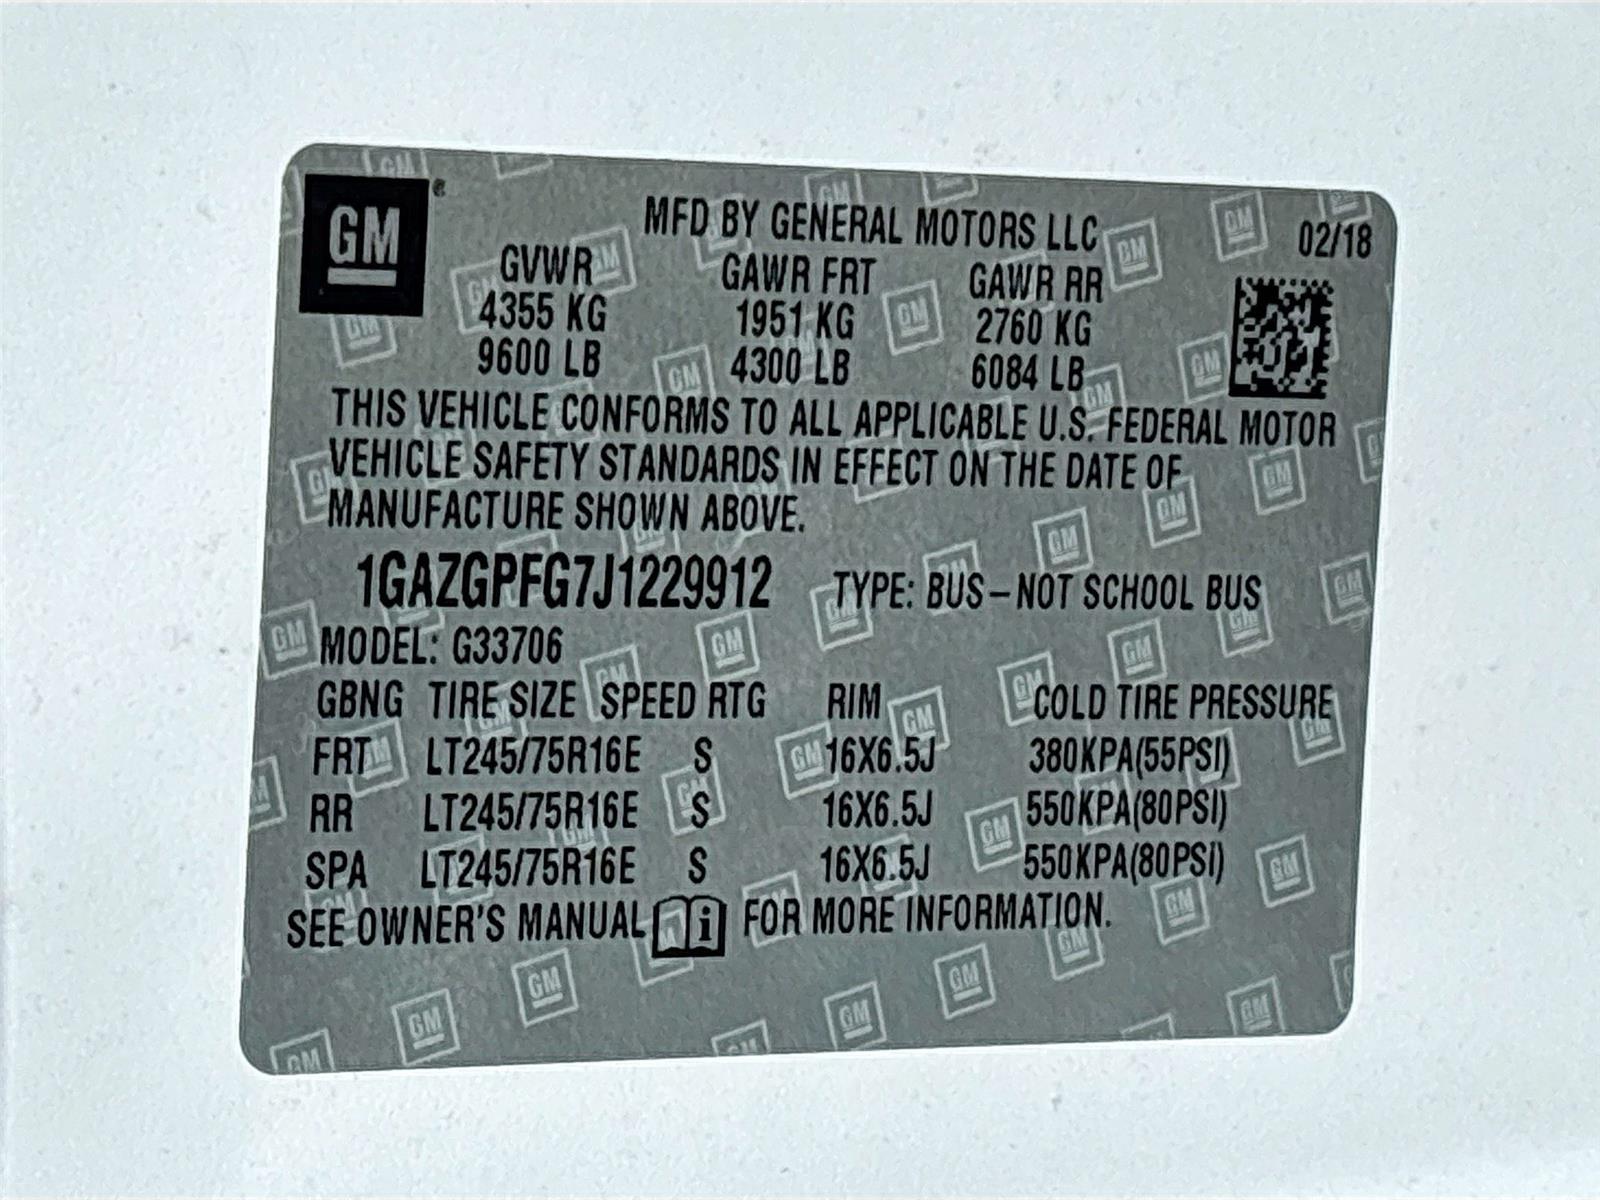 GM
MFD BY GENERAL MOTORS LLC 02/18
GVWR GAWR FRT GAWR RR
4355 KG 1951 KG 2760 KG
9600 LB 4300 LB 6084 LB
THIS VEHICLE CONFORMS TO ALL APPLICABLE U.S. FEDERAL MOTOR
VEHICLE SAFETY STANDARDS IN EFFECT ON THE DATE OF
MANUFACTURE SHOWN ABOVE.
1GAZGPFG7J1229912 TYPE: BUS–NOT SCHOOL BUS
MODEL: G33706
GBNG TIRE SIZE SPEED RTG RIM COLD TIRE PRESSURE
FRT LT245/75R16E S 16X6.5J 380KPA(55PSI)
RR LT245/75R16E S 16X6.5J 550KPA(80PSI)
SPA LT245/75R16E S 16X6.5J 550KPA(80PSI)
SEE OWNER'S MANUAL i FOR MORE INFORMATION.